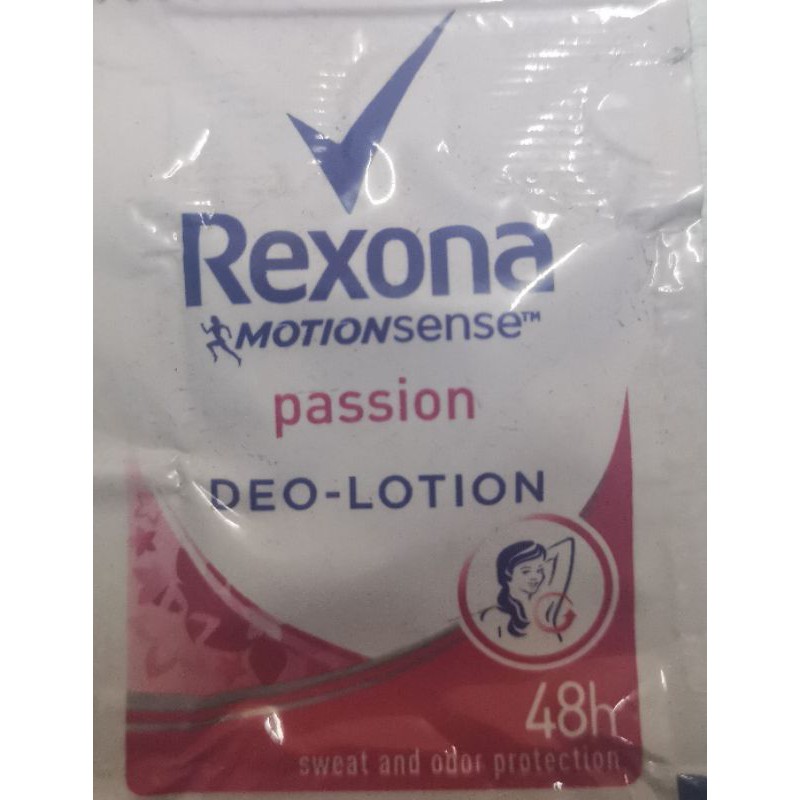 Rexona
MOTIONsense™
passion
DEO-LOTION
48h
sweat and odor protection